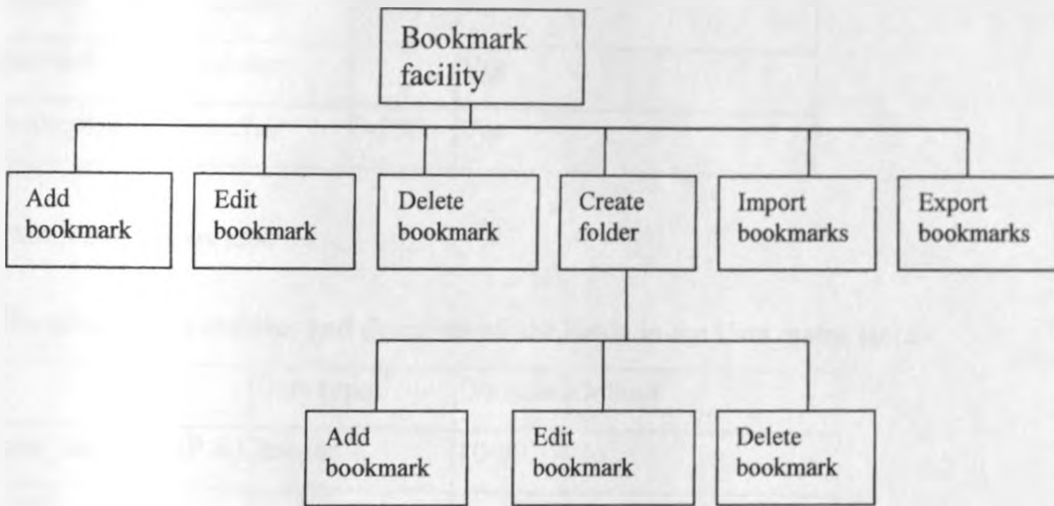 Bookmark
facility
Add
bookmark
Edit
bookmark
Delete
bookmark
Create
folder
Import
bookmarks
Export
bookmarks
Add
bookmark
Edit
bookmark
Delete
bookmark